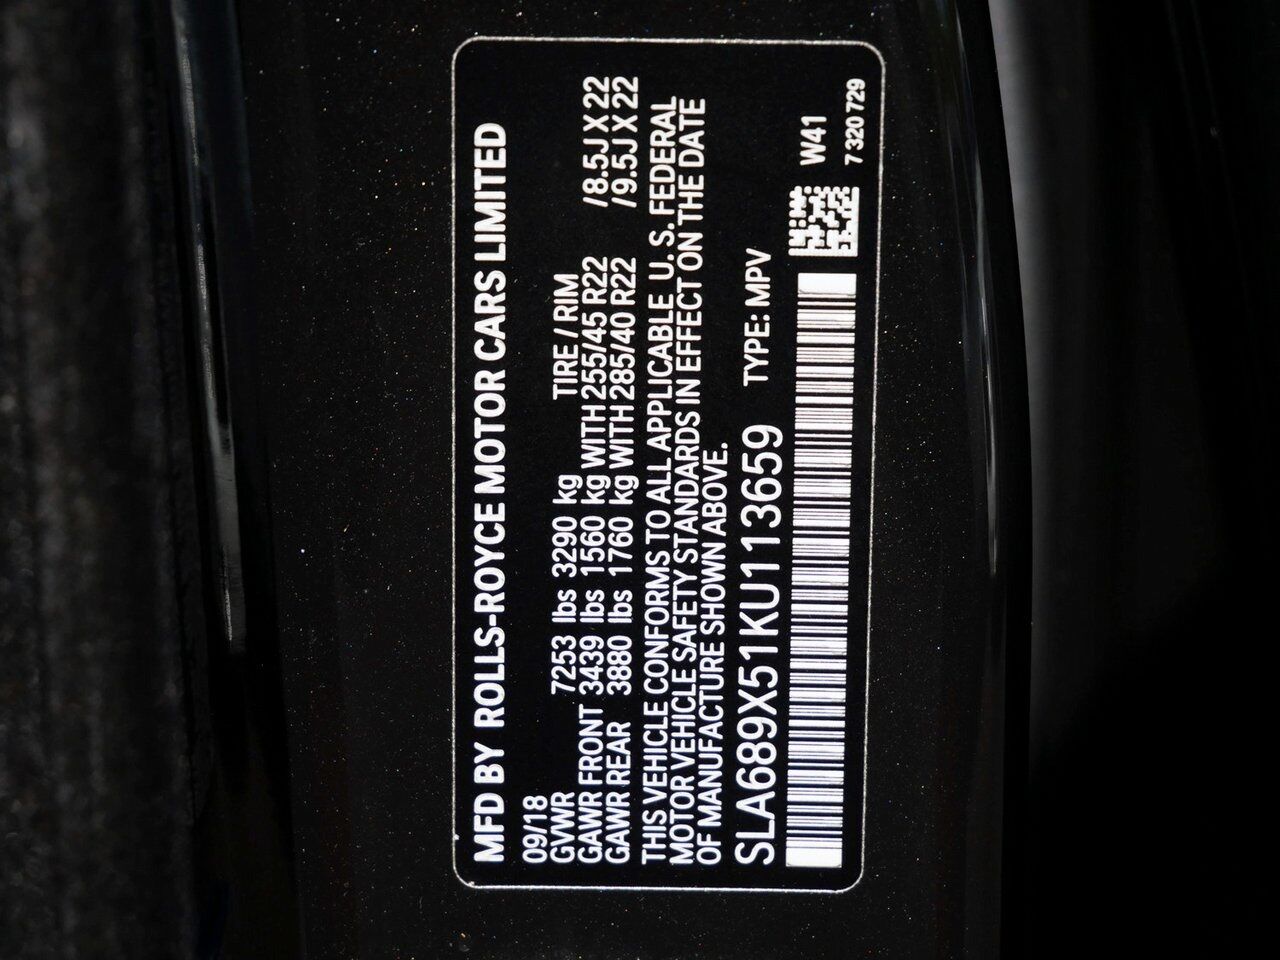 MFD BY ROLLS-ROYCE MOTOR CARS LIMITED
09/18
GVWR 7253 lbs 3290 kg TIRE / RIM
GAWR FRONT 3439 lbs 1560 kg WITH 255/45 R22 / 8.5J X 22
GAWR REAR 3880 lbs 1760 kg WITH 285/40 R22 / 9.5J X 22
THIS VEHICLE CONFORMS TO ALL APPLICABLE U. S. FEDERAL
MOTOR VEHICLE SAFETY STANDARDS IN EFFECT ON THE DATE
OF MANUFACTURE SHOWN ABOVE.
SLA689X51KU113659 TYPE: MPV
W41
7 320 729